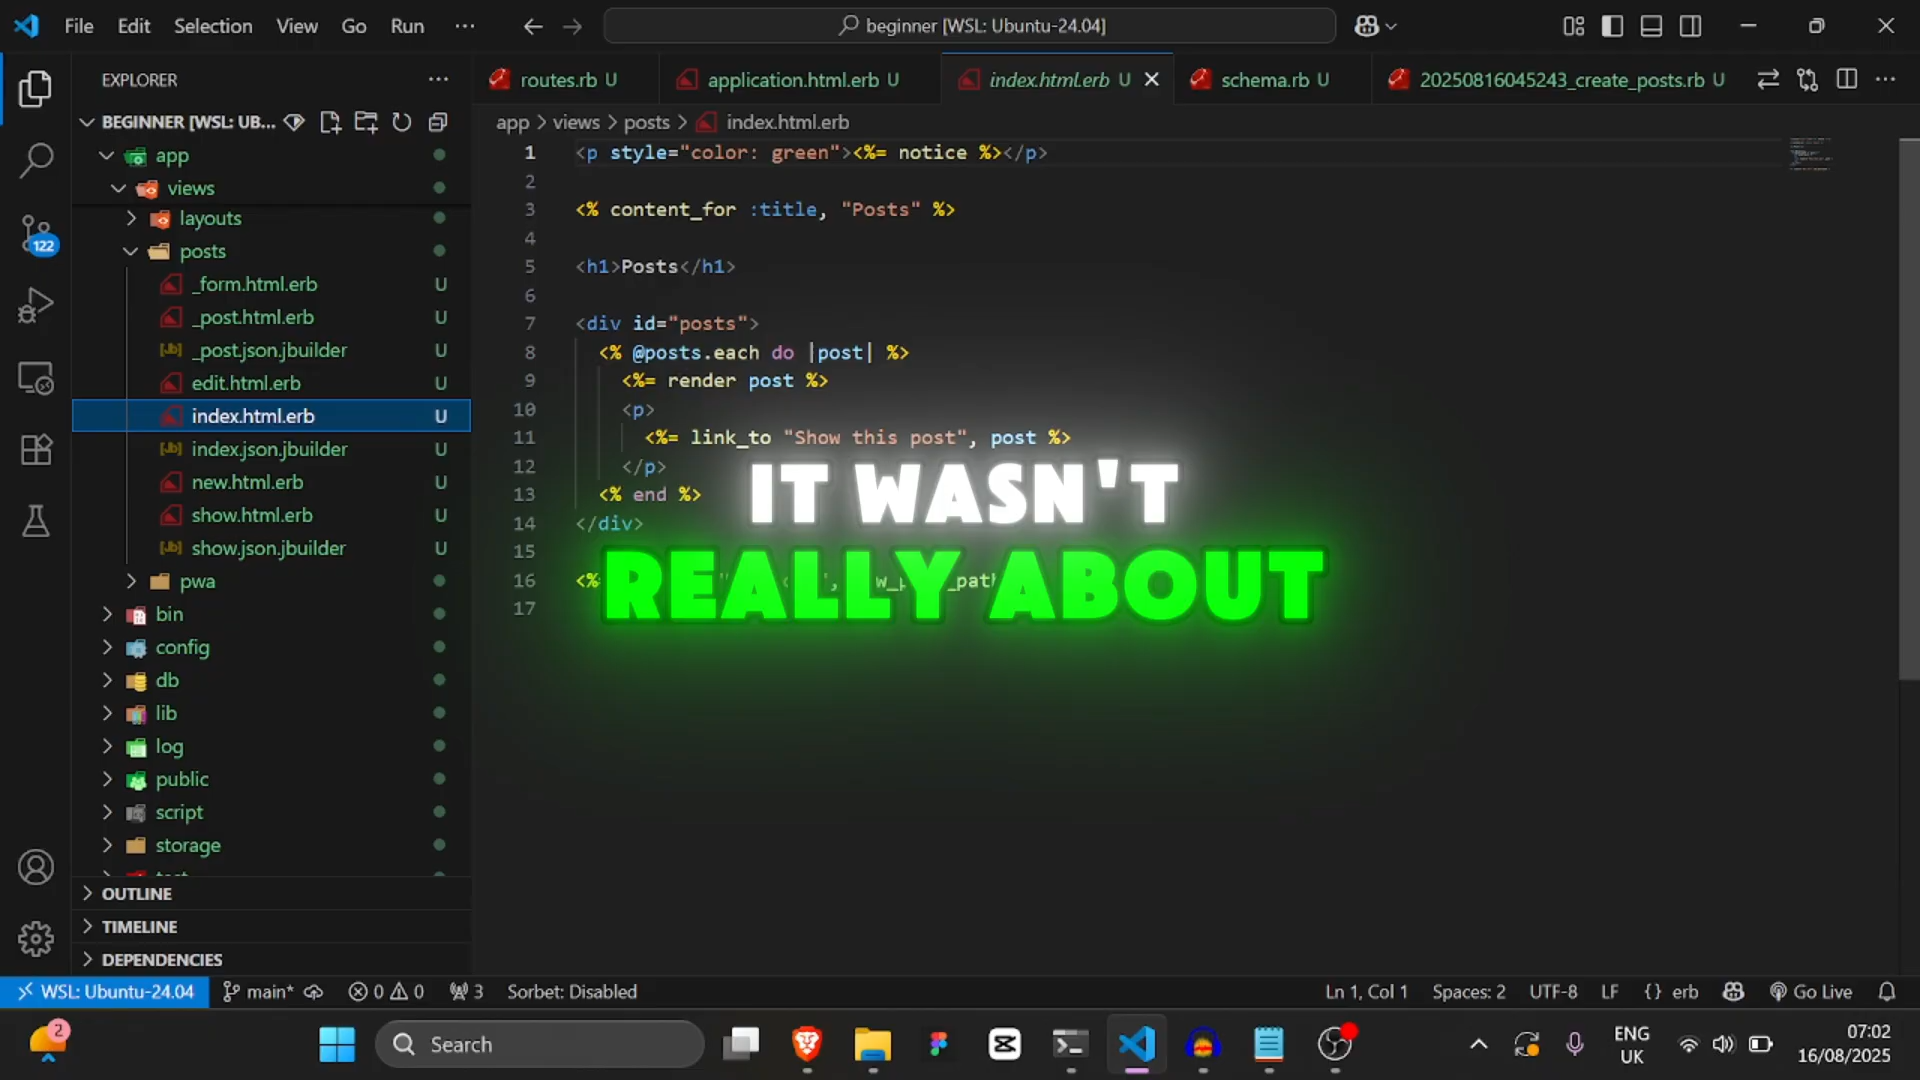 File Edit Selection View Go Run ...
beginner [WSL: Ubuntu-24.04]
EXPLORER
routes.rb U
application.html.erb U
index.html.erb U
schema.rb U
20250816045243_create_posts.rb U
BEGINNER [WSL: UB...
app > views > posts > index.html.erb
app
views
layouts
posts
_form.html.erb U
_post.html.erb U
_post.json.jbuilder U
edit.html.erb U
index.html.erb U
index.json.jbuilder U
new.html.erb U
show.html.erb U
show.json.jbuilder U
pwa
bin
config
db
lib
log
public
script
storage
122
OUTLINE
TIMELINE
DEPENDENCIES
1 <p style="color: green"><%= notice %></p>
2
3 <% content_for :title, "Posts" %>
4
5 <h1>Posts</h1>
6
7 <div id="posts">
8 <% @posts.each do |post| %>
9 <%= render post %>
10 <p>
11 <%= link_to "Show this post", post %>
12 </p>
13 <% end %>
14 </div>
15
16 <%
17
IT WASN'T
REALLY ABOUT
WSL: Ubuntu-24.04 main* 0 0 3 Sorbet: Disabled
Ln 1, Col 1 Spaces: 2 UTF-8 LF {} erb Go Live
2
Search
ENG
UK
07:02
16/08/2025